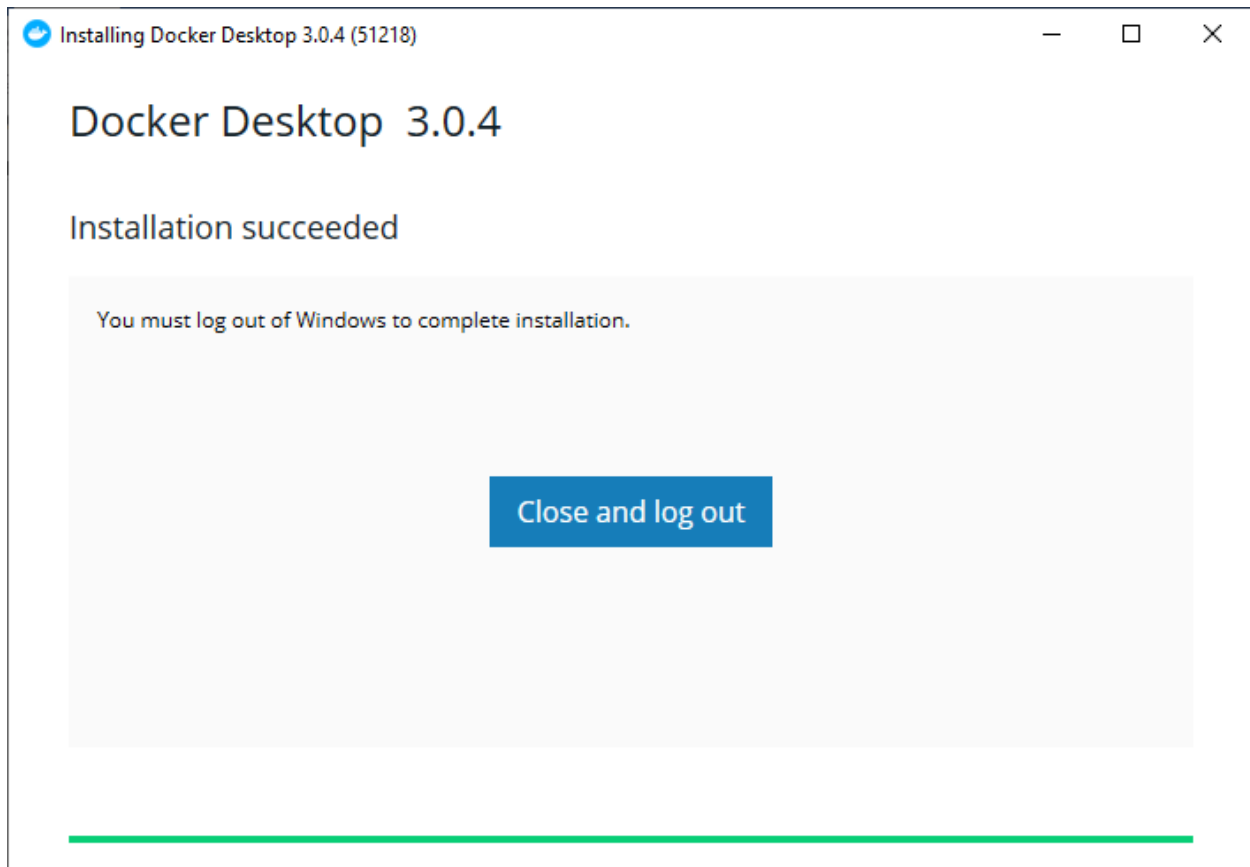 Installing Docker Desktop 3.0.4 (51218)
Docker Desktop 3.0.4
Installation succeeded
You must log out of Windows to complete installation.
Close and log out